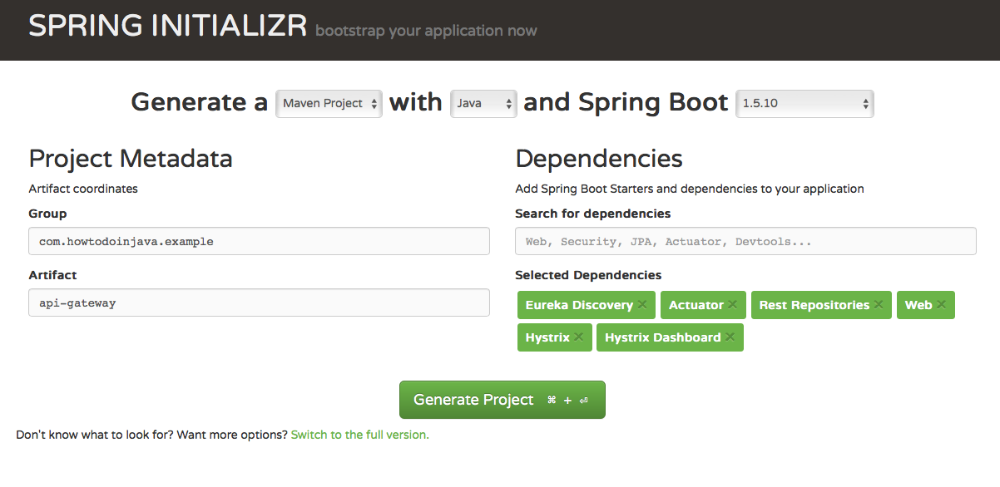 SPRING INITIALIZR bootstrap your application now
Generate a Maven Project with Java and Spring Boot 1.5.10
Project Metadata
Artifact coordinates
Group
com.howtodoinjava.example
Artifact
api-gateway
Dependencies
Add Spring Boot Starters and dependencies to your application
Search for dependencies
Web, Security, JPA, Actuator, Devtools...
Selected Dependencies
Eureka Discovery × Actuator × Rest Repositories × Web ×
Hystrix × Hystrix Dashboard ×
Generate Project ⌘ + ⏎
Don't know what to look for? Want more options? Switch to the full version.